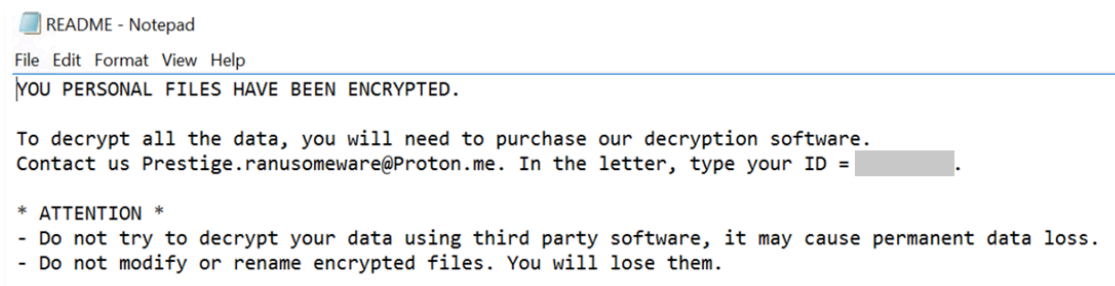 README - Notepad
File Edit Format View Help
YOU PERSONAL FILES HAVE BEEN ENCRYPTED.
To decrypt all the data, you will need to purchase our decryption software.
Contact us Prestige.ranusomeware@Proton.me. In the letter, type your ID = .
* ATTENTION *
- Do not try to decrypt your data using third party software, it may cause permanent data loss.
- Do not modify or rename encrypted files. You will lose them.